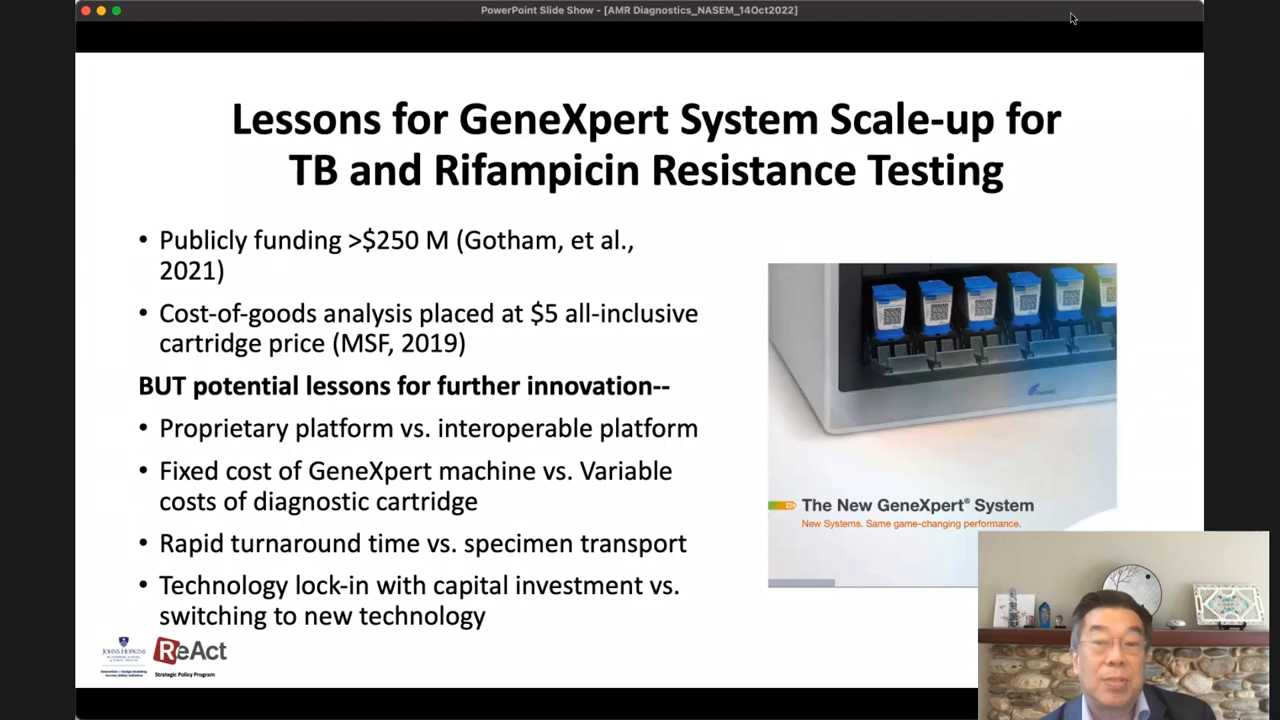 PowerPoint Slide Show - [AMR Diagnostics_NASEM_14Oct2022]
Lessons for GeneXpert System Scale-up for
TB and Rifampicin Resistance Testing
• Publicly funding >$250 M (Gotham, et al.,
2021)
• Cost-of-goods analysis placed at $5 all-inclusive
cartridge price (MSF, 2019)
BUT potential lessons for further innovation--
• Proprietary platform vs. interoperable platform
• Fixed cost of GeneXpert machine vs. Variable
costs of diagnostic cartridge
• Rapid turnaround time vs. specimen transport
• Technology lock-in with capital investment vs.
switching to new technology
The New GeneXpert® System
New Systems. Same game-changing performance.
JOHNS HOPKINS
ReAct
Strategic Policy Program